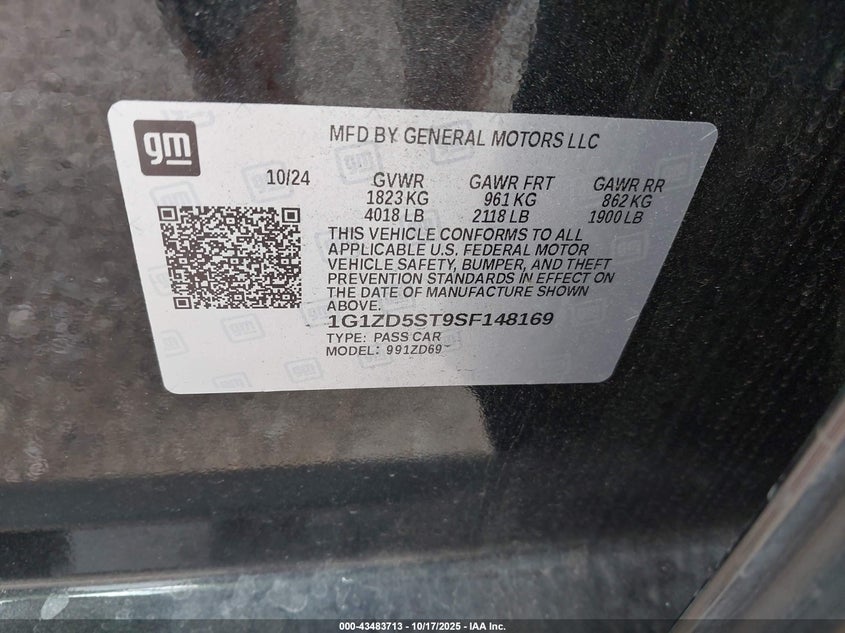 gm
MFD BY GENERAL MOTORS LLC
10/24 GVWR GAWR FRT GAWR RR
1823 KG 961 KG 862 KG
4018 LB 2118 LB 1900 LB
THIS VEHICLE CONFORMS TO ALL
APPLICABLE U.S. FEDERAL MOTOR
VEHICLE SAFETY, BUMPER, AND THEFT
PREVENTION STANDARDS IN EFFECT ON
THE DATE OF MANUFACTURE SHOWN
ABOVE.
1G1ZD5ST9SF148169
TYPE: PASS CAR
MODEL: 991ZD69
000-43483713 - 10/17/2025 - IAA Inc.